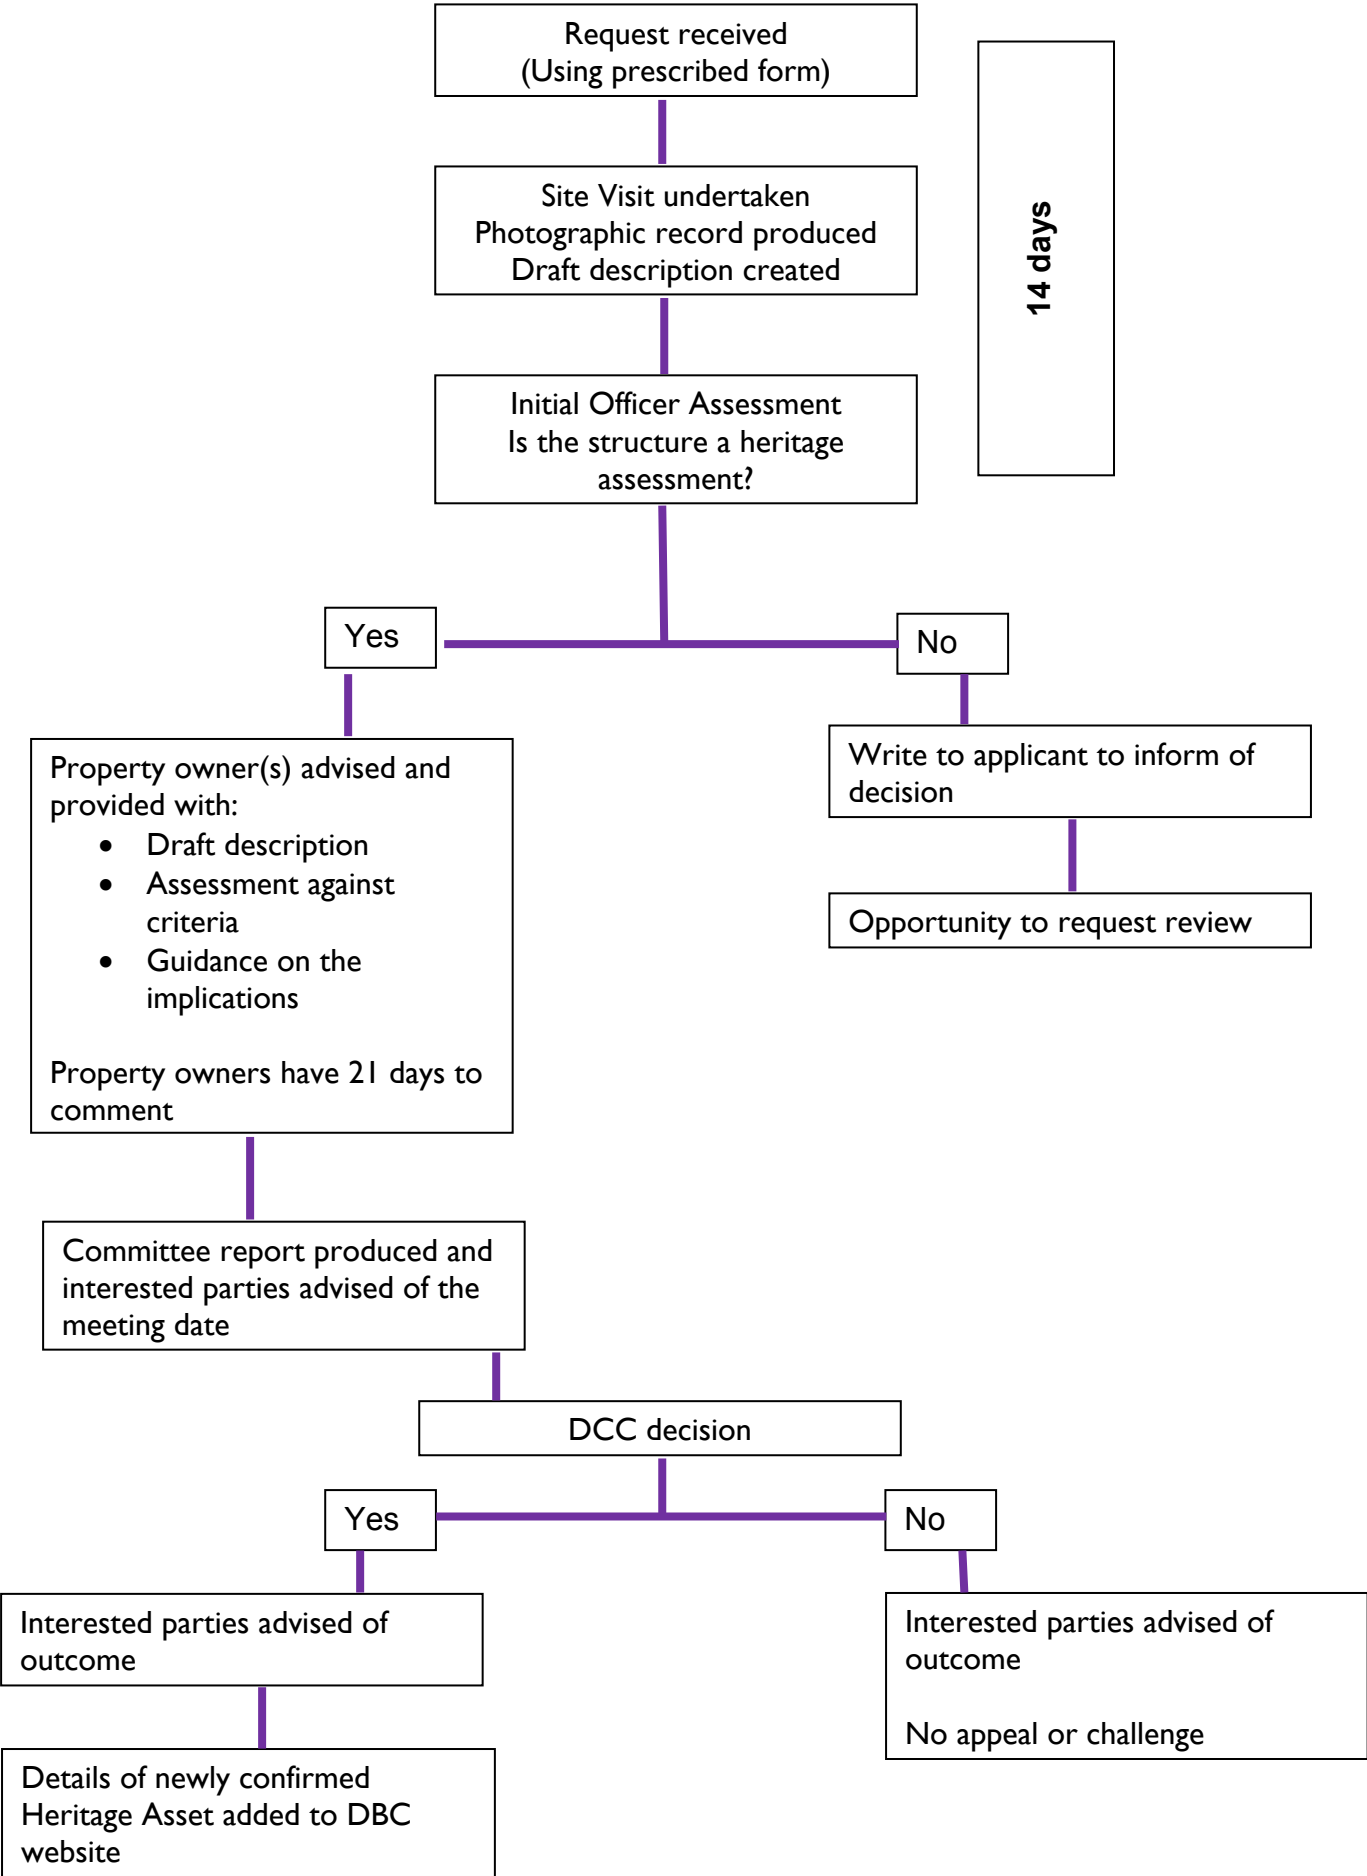 Request received
(Using prescribed form)
14 days
Site Visit undertaken
Photographic record produced
Draft description created
Initial Officer Assessment
Is the structure a heritage
assessment?
Yes
No
Property owner(s) advised and
provided with:
• Draft description
• Assessment against
criteria
• Guidance on the
implications
Property owners have 21 days to
comment
Write to applicant to inform of
decision
Opportunity to request review
Committee report produced and
interested parties advised of the
meeting date
DCC decision
Yes
No
Interested parties advised of
outcome
Details of newly confirmed
Heritage Asset added to DBC
website
Interested parties advised of
outcome
No appeal or challenge